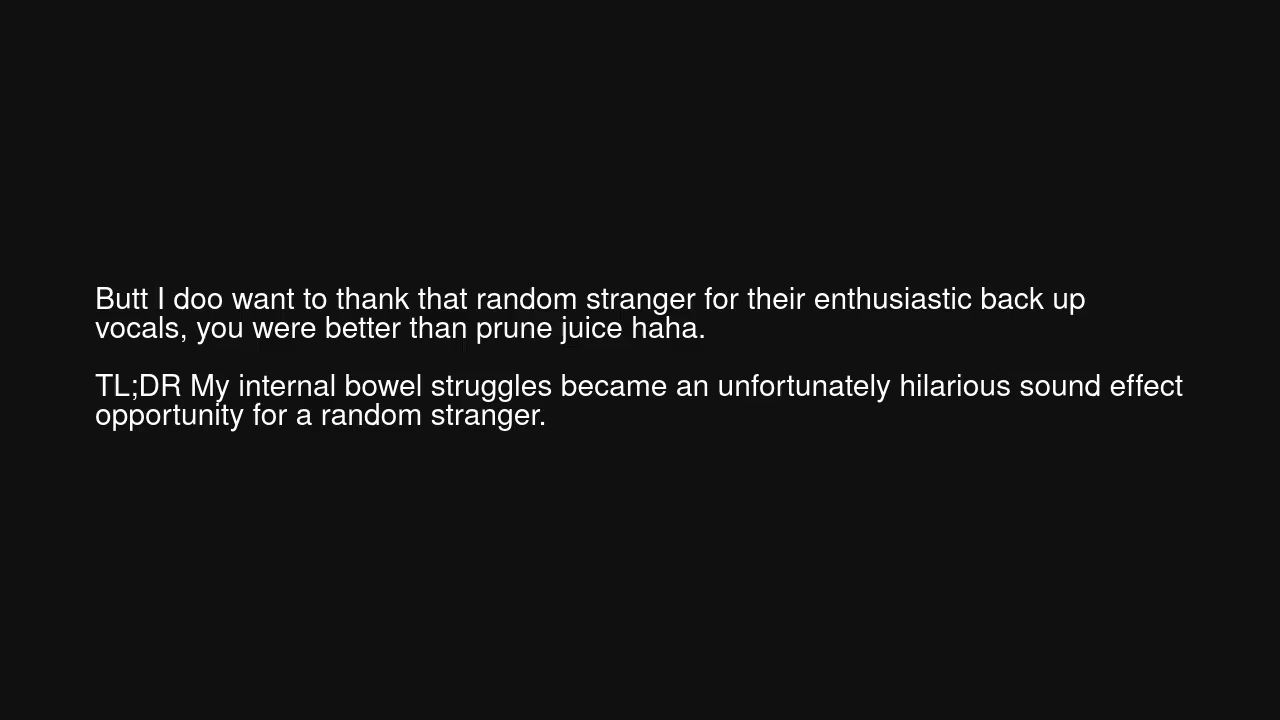 Butt I doo want to thank that random stranger for their enthusiastic back up
vocals, you were better than prune juice haha.
TL;DR My internal bowel struggles became an unfortunately hilarious sound effect
opportunity for a random stranger.